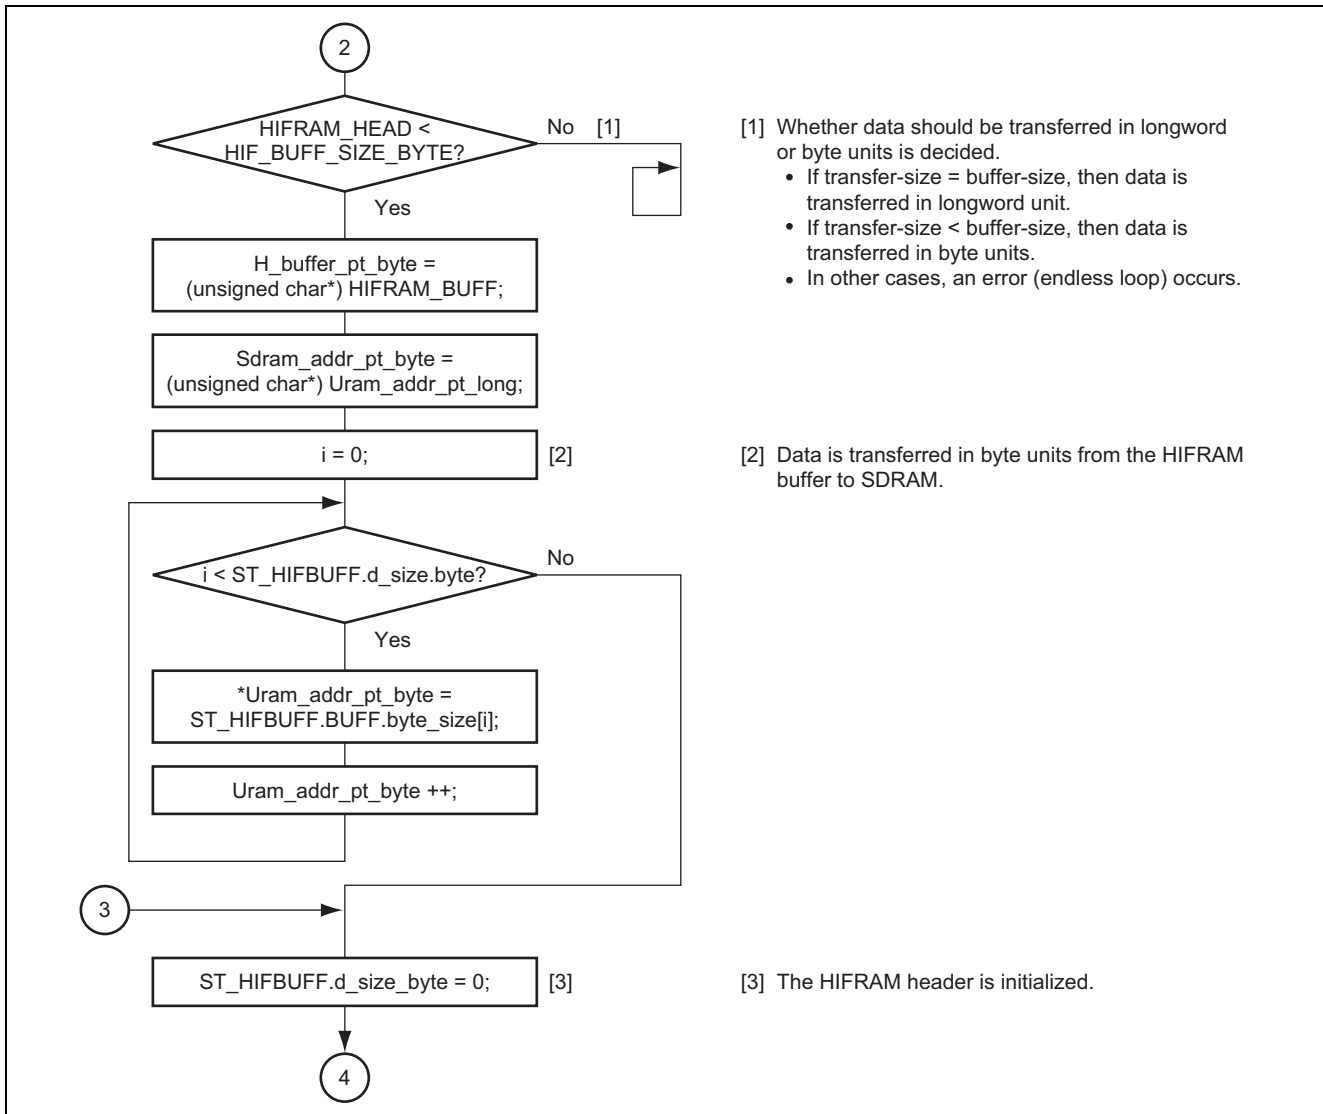 2
HIFRAM_HEAD <
HIF_BUFF_SIZE_BYTE?
No [1]
Yes
[1] Whether data should be transferred in longword
or byte units is decided.
• If transfer-size = buffer-size, then data is
transferred in longword unit.
• If transfer-size < buffer-size, then data is
transferred in byte units.
• In other cases, an error (endless loop) occurs.
H_buffer_pt_byte =
(unsigned char*) HIFRAM_BUFF;
Sdram_addr_pt_byte =
(unsigned char*) Uram_addr_pt_long;
i = 0; [2]
[2] Data is transferred in byte units from the HIFRAM
buffer to SDRAM.
i < ST_HIFBUFF.d_size.byte?
No
Yes
*Uram_addr_pt_byte =
ST_HIFBUFF.BUFF.byte_size[i];
Uram_addr_pt_byte ++;
3
ST_HIFBUFF.d_size_byte = 0; [3]
[3] The HIFRAM header is initialized.
4